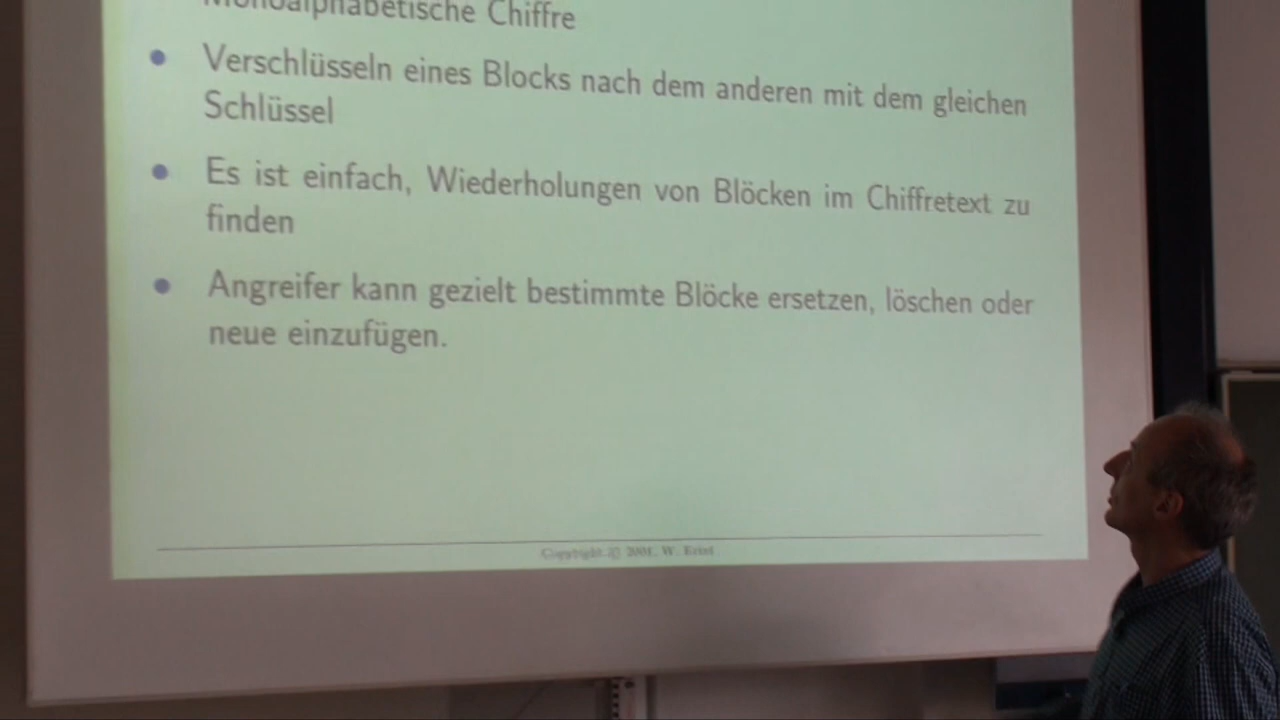 Monoalphabetische Chiffre
• Verschlüsseln eines Blocks nach dem anderen mit dem gleichen
Schlüssel
• Es ist einfach, Wiederholungen von Blöcken im Chiffretext zu
finden
• Angreifer kann gezielt bestimmte Blöcke ersetzen, löschen oder
neue einzufügen.
Copyright © 2001, W. Ertel